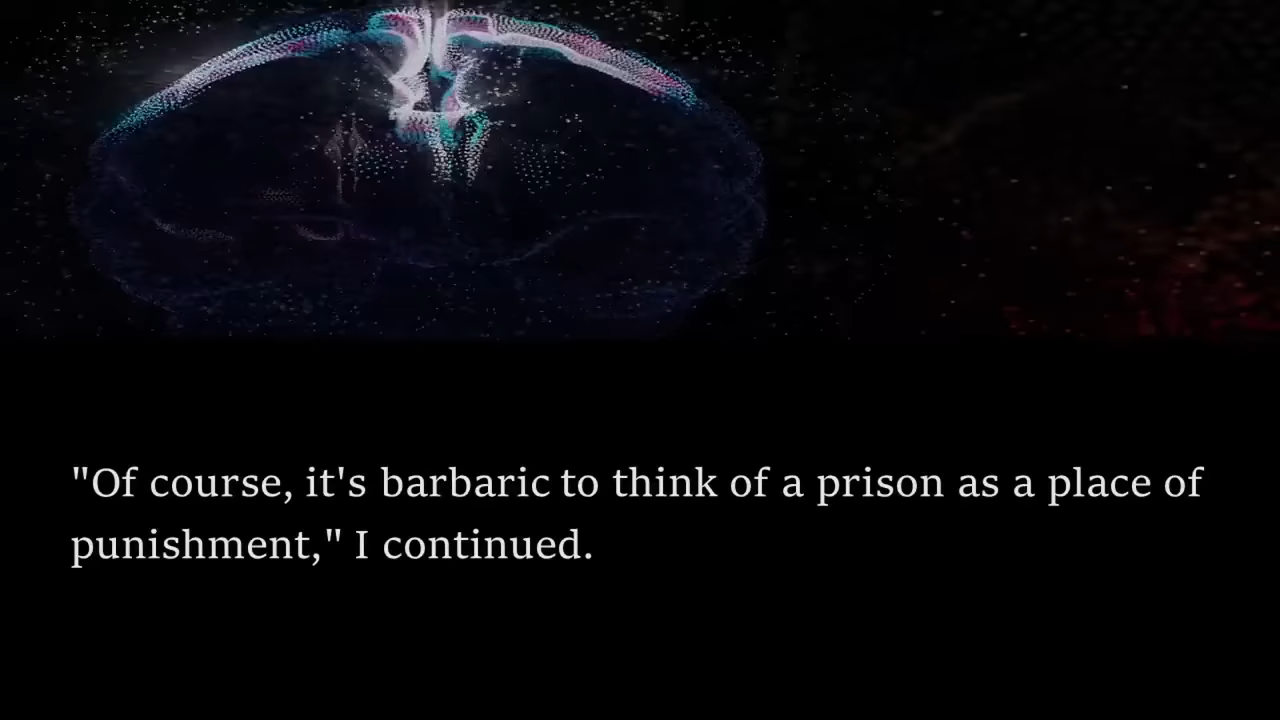 "Of course, it's barbaric to think of a prison as a place of
punishment," I continued.